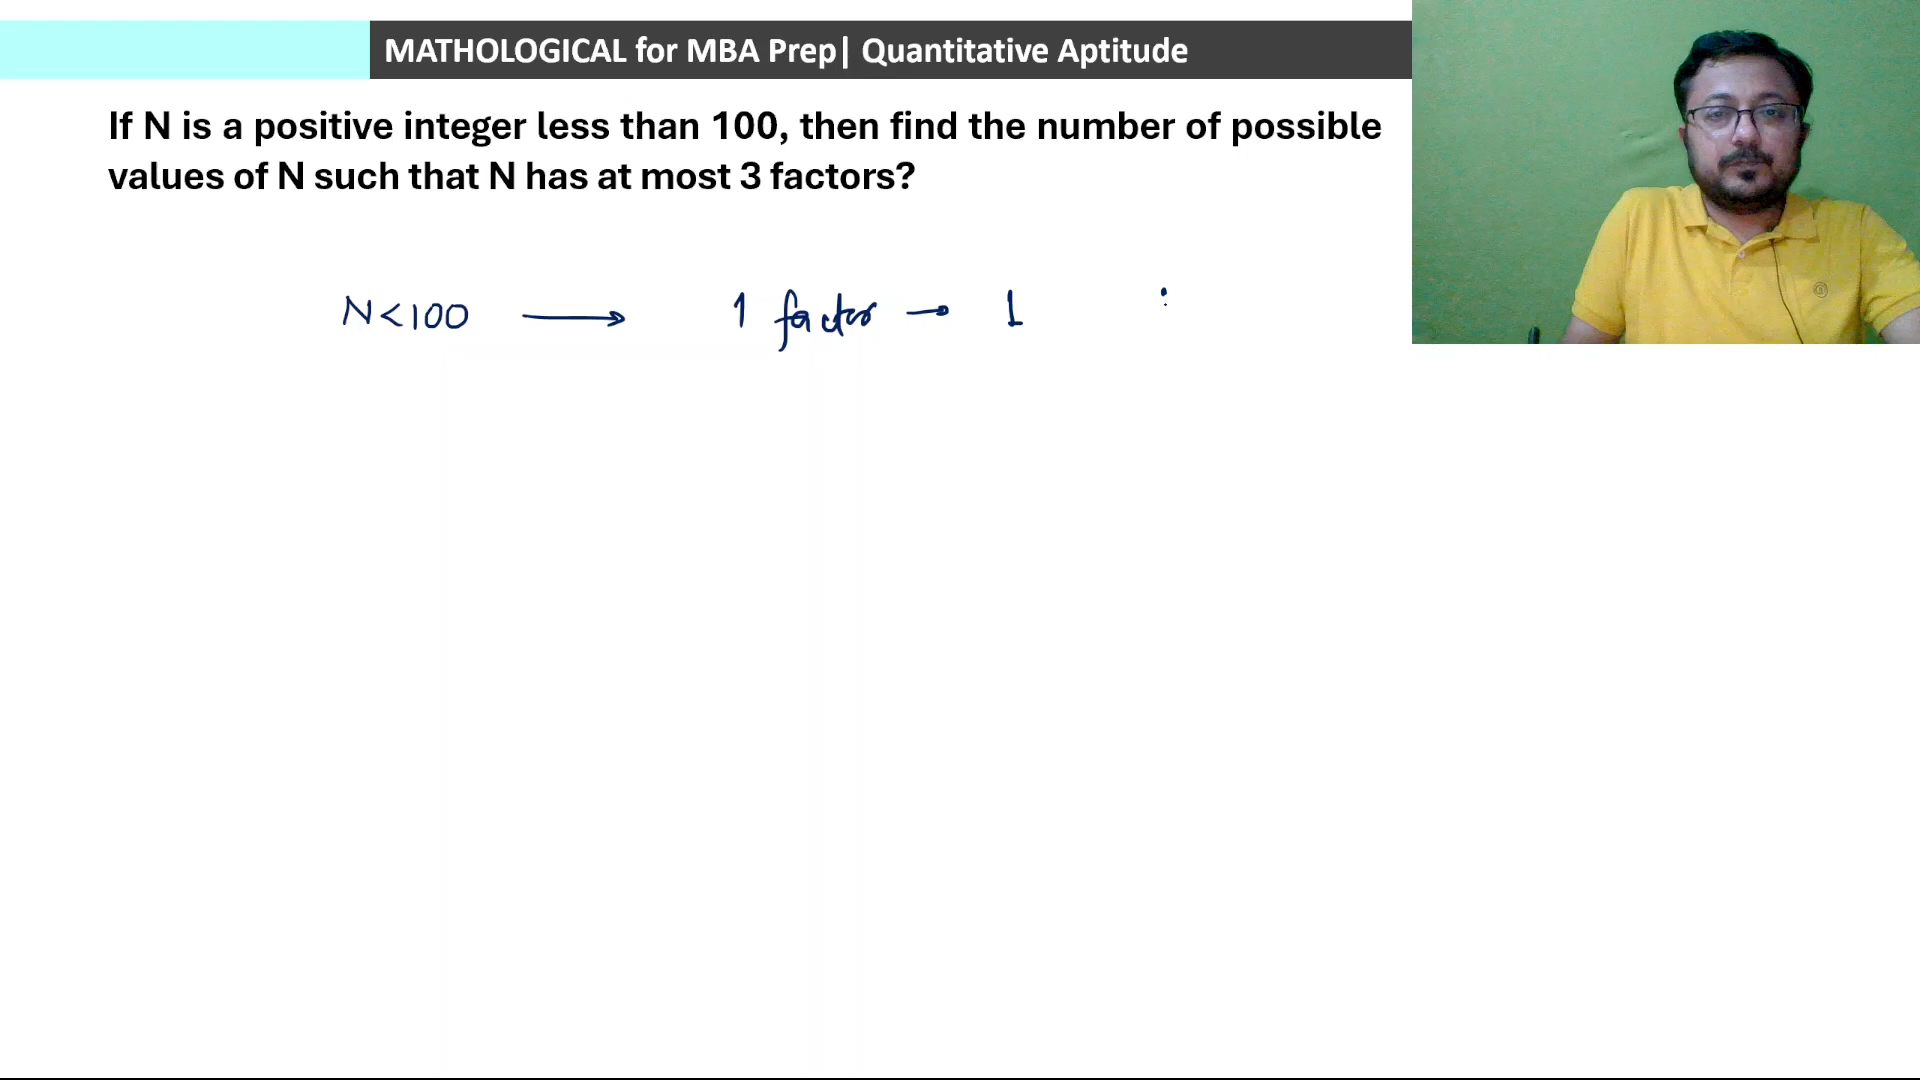 MATHOLOGICAL for MBA Prep| Quantitative Aptitude
If N is a positive integer less than 100, then find the number of possible
values of N such that N has at most 3 factors?
N<100 → 1 factor → 1